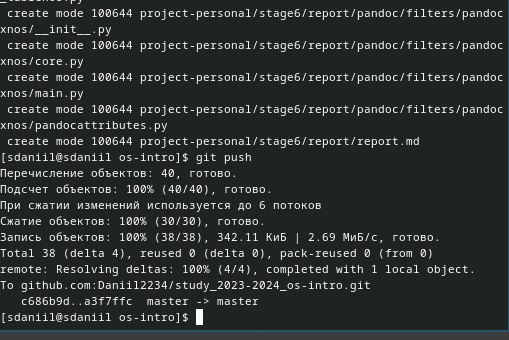 create mode 100644 project-personal/stage6/report/pandoc/filters/pandoc
xnos/__init__.py
create mode 100644 project-personal/stage6/report/pandoc/filters/pandoc
xnos/core.py
create mode 100644 project-personal/stage6/report/pandoc/filters/pandoc
xnos/main.py
create mode 100644 project-personal/stage6/report/pandoc/filters/pandoc
xnos/pandocattributes.py
create mode 100644 project-personal/stage6/report/report.md
[sdaniil@sdaniil os-intro]$ git push
Перечисление объектов: 40, готово.
Подсчет объектов: 100% (40/40), готово.
При сжатии изменений используется до 6 потоков
Сжатие объектов: 100% (30/30), готово.
Запись объектов: 100% (38/38), 342.11 КиБ | 2.69 МиБ/с, готово.
Total 38 (delta 4), reused 0 (delta 0), pack-reused 0 (from 0)
remote: Resolving deltas: 100% (4/4), completed with 1 local object.
To github.com:Daniil2234/study_2023-2024_os-intro.git
c686b9d..a3f7ffc  master -> master
[sdaniil@sdaniil os-intro]$